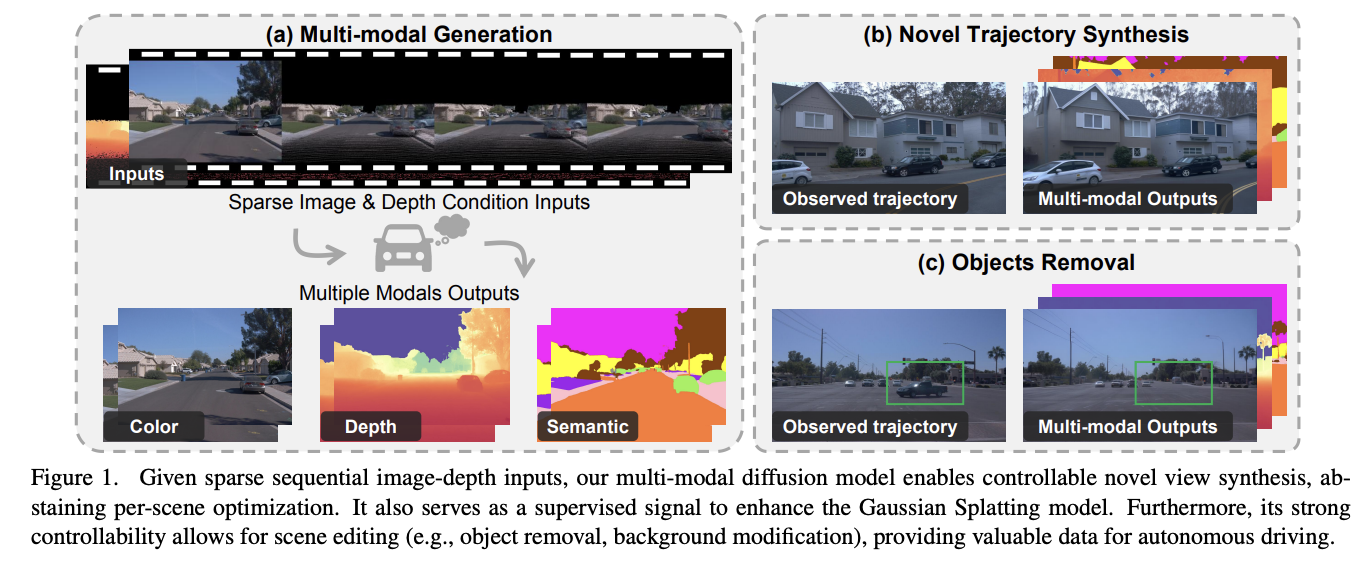 (a) Multi-modal Generation
Inputs
Sparse Image & Depth Condition Inputs
Multiple Modals Outputs
Color
Depth
Semantic
(b) Novel Trajectory Synthesis
Observed trajectory
Multi-modal Outputs
(c) Objects Removal
Observed trajectory
Multi-modal Outputs
Figure 1. Given sparse sequential image-depth inputs, our multi-modal diffusion model enables controllable novel view synthesis, ab-
staining per-scene optimization. It also serves as a supervised signal to enhance the Gaussian Splatting model. Furthermore, its strong
controllability allows for scene editing (e.g., object removal, background modification), providing valuable data for autonomous driving.